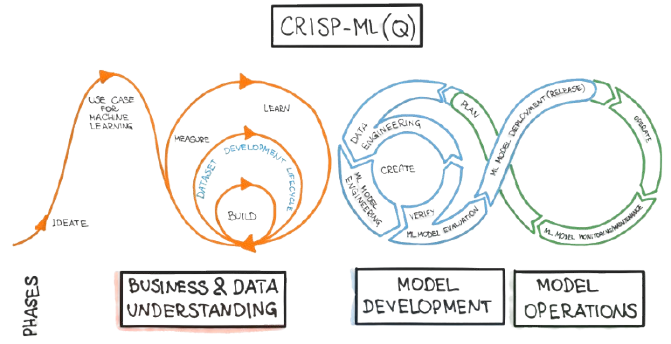 CRISP-ML(Q)
IDEATE
USE CASE
FOR
MACHINE
LEARNING
MEASURE
LEARN
DATASET DEVELOPMENT LIFECYCLE
BUILD
DATA
ENGINEERING
ML MODEL
ENGINEERING
CREATE
VERIFY
ML MODEL EVALUATION
PLAN
ML MODEL DEPLOYMENT (RELEASE)
OPERATE
ML MODEL MONITORING/MAINTENANCE
PHASES
BUSINESS & DATA
UNDERSTANDING
MODEL
DEVELOPMENT
MODEL
OPERATIONS